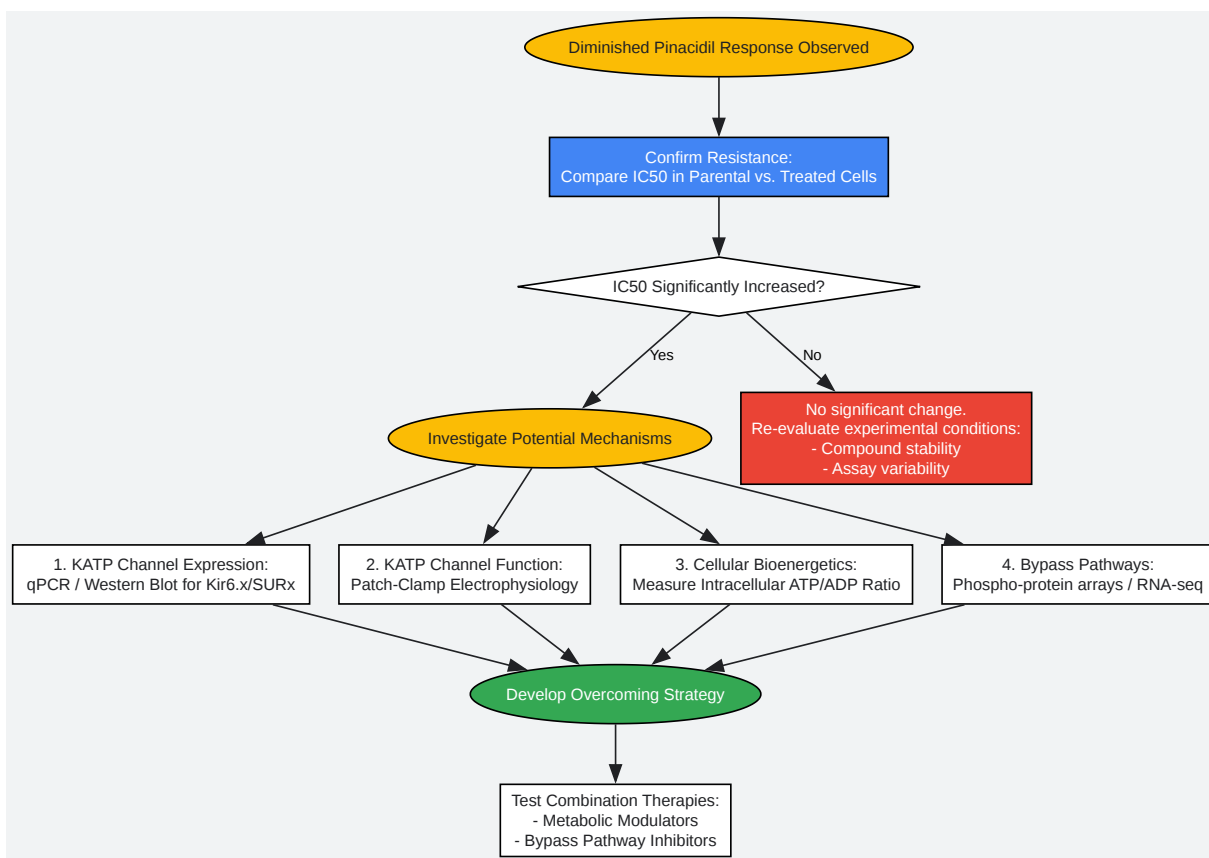 Diminished Pinacidil Response Observed
Confirm Resistance:
Compare IC50 in Parental vs. Treated Cells
IC50 Significantly Increased?
Yes
No
No significant change.
Re-evaluate experimental conditions:
- Compound stability
- Assay variability
Investigate Potential Mechanisms
1. KATP Channel Expression:
qPCR / Western Blot for Kir6.x/SURx
2. KATP Channel Function:
Patch-Clamp Electrophysiology
3. Cellular Bioenergetics:
Measure Intracellular ATP/ADP Ratio
4. Bypass Pathways:
Phospho-protein arrays / RNA-seq
Develop Overcoming Strategy
Test Combination Therapies:
- Metabolic Modulators
- Bypass Pathway Inhibitors